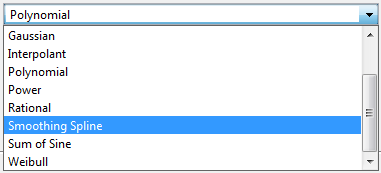 Polynomial
Gaussian
Interpolant
Polynomial
Power
Rational
Smoothing Spline
Sum of Sine
Weibull